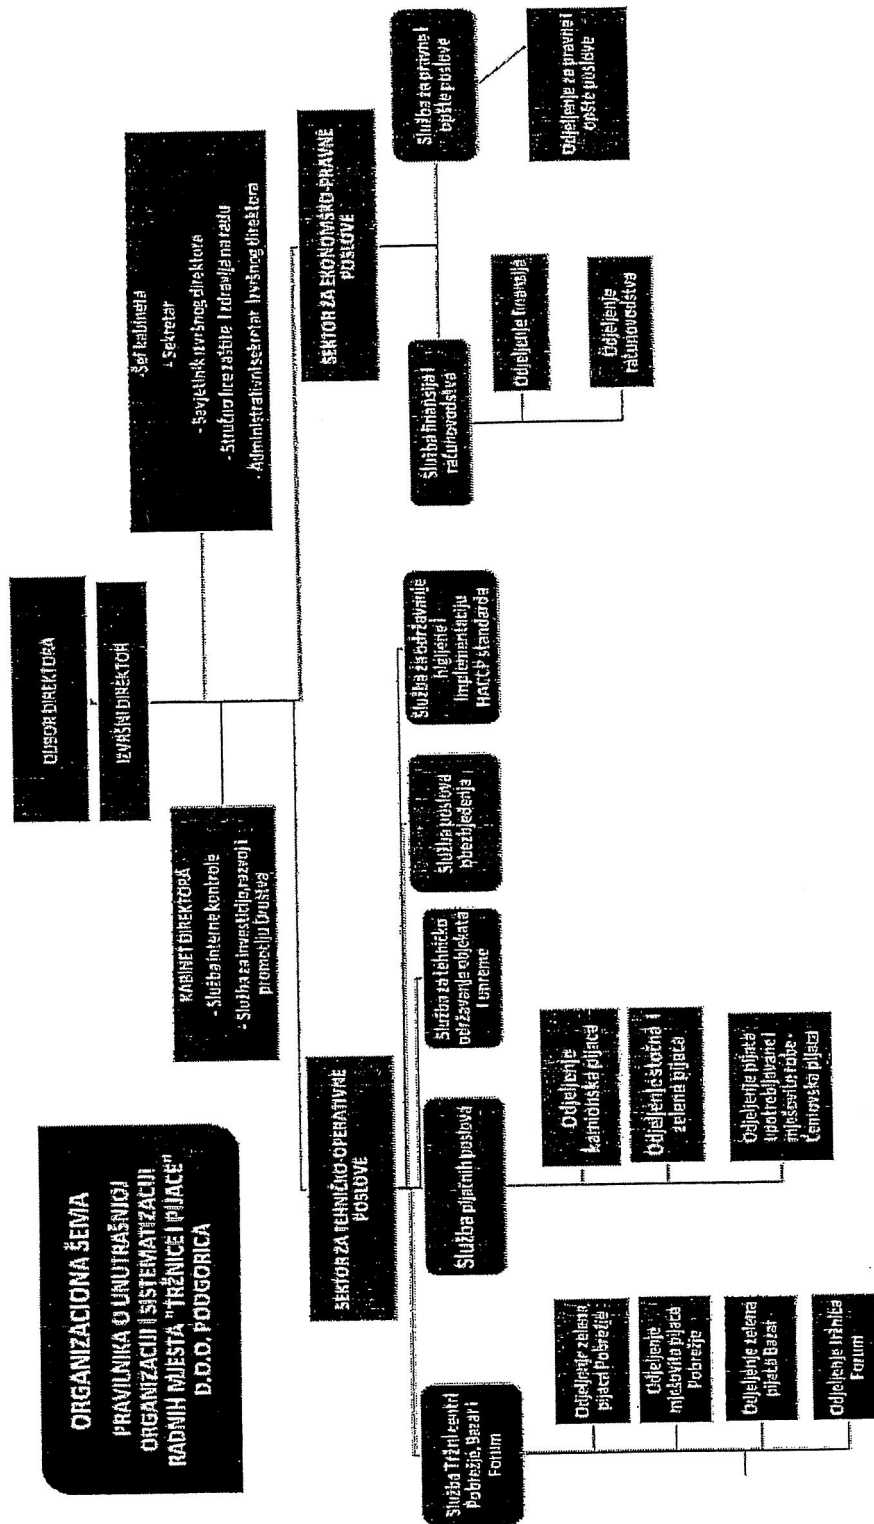 ORGANIZACIONA ŠEMA
PRAVILNIKA O UNUTRAŠNJOJ
ORGANIZACIJI I SISTEMATIZACIJI
RADNIH MJESTA "TRŽNICE I PIJACE"
D.O.O. PODGORICA
ODBOR DIREKTORA
IZVRŠNI DIREKTOR
-Šef kabineta
- Sekretar
- Savjetnik izvršnog direktora
- Stručno lice zaštite i zdravlja na radu
- Administrativni sekretar Izvršnog direktora
KABINET DIREKTORA
- Služba interne kontrole
- Služba za investicije, razvoj i
promociju Društva
SEKTOR ZA TEHNIČKO-OPERATIVNE
POSLOVE
SEKTOR ZA EKONOMSKO-PRAVNE
POSLOVE
Služba Tržni centri
Pobrežje, Bazar i
Forum
Služba pijačnih poslova
Služba za tehničko
održavanje objekata
i opreme
Služba poslova
obezbjeđenja
Služba za održavanje
higijene i
implementaciju
HACCP standarda
Služba finansija i
računovodstva
Služba za pravne i
opšte poslove
Odjeljenje zelena
pijaca Pobrežje
Odjeljenje
mješovita pijaca
Pobrežje
Odjeljenje zelena
pijaca Bazar
Odjeljenje tržnica
Forum
Odjeljenje
kamionska pijaca
Odjeljenje stočna i
zelena pijaca
Odjeljenje pijaca
upotrebljavane i
mješovite robe -
Ćemovska pijaca
Odjeljenje finansija
Odjeljenje
računovodstva
Odjeljenje za pravne i
opšte poslove